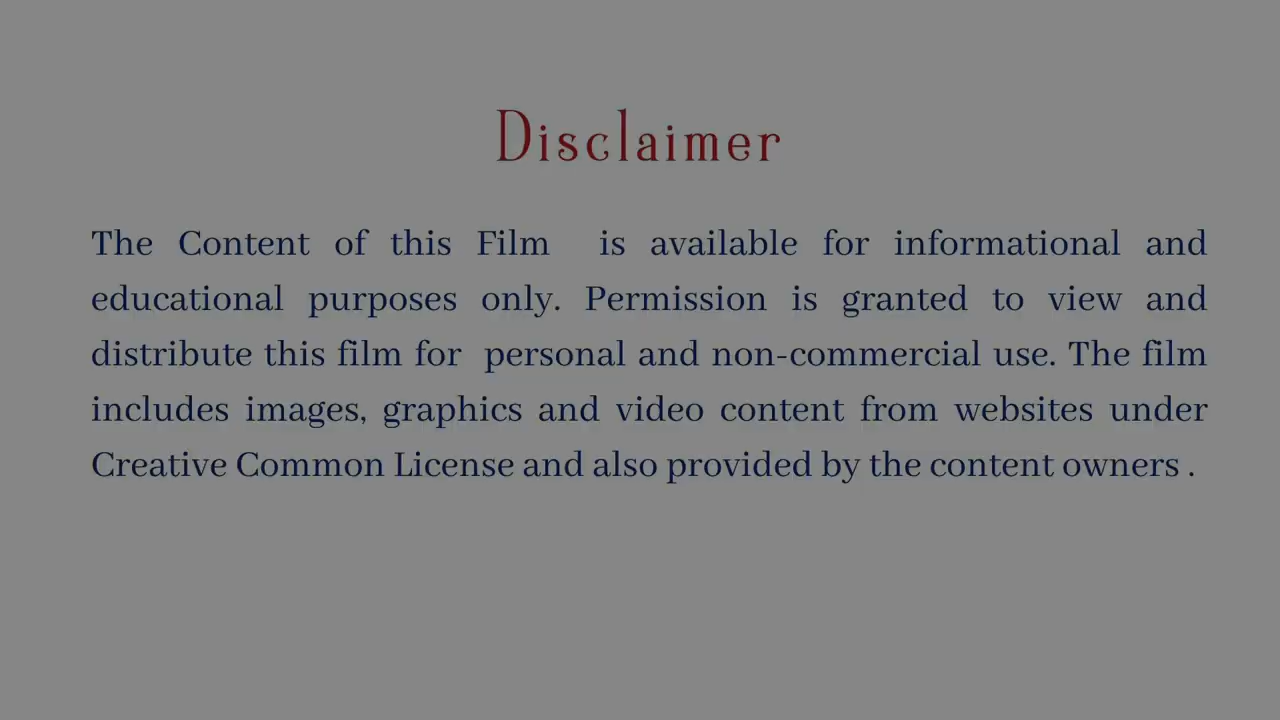 Disclaimer
The Content of this Film is available for informational and
educational purposes only. Permission is granted to view and
distribute this film for personal and non-commercial use. The film
includes images, graphics and video content from websites under
Creative Common License and also provided by the content owners .